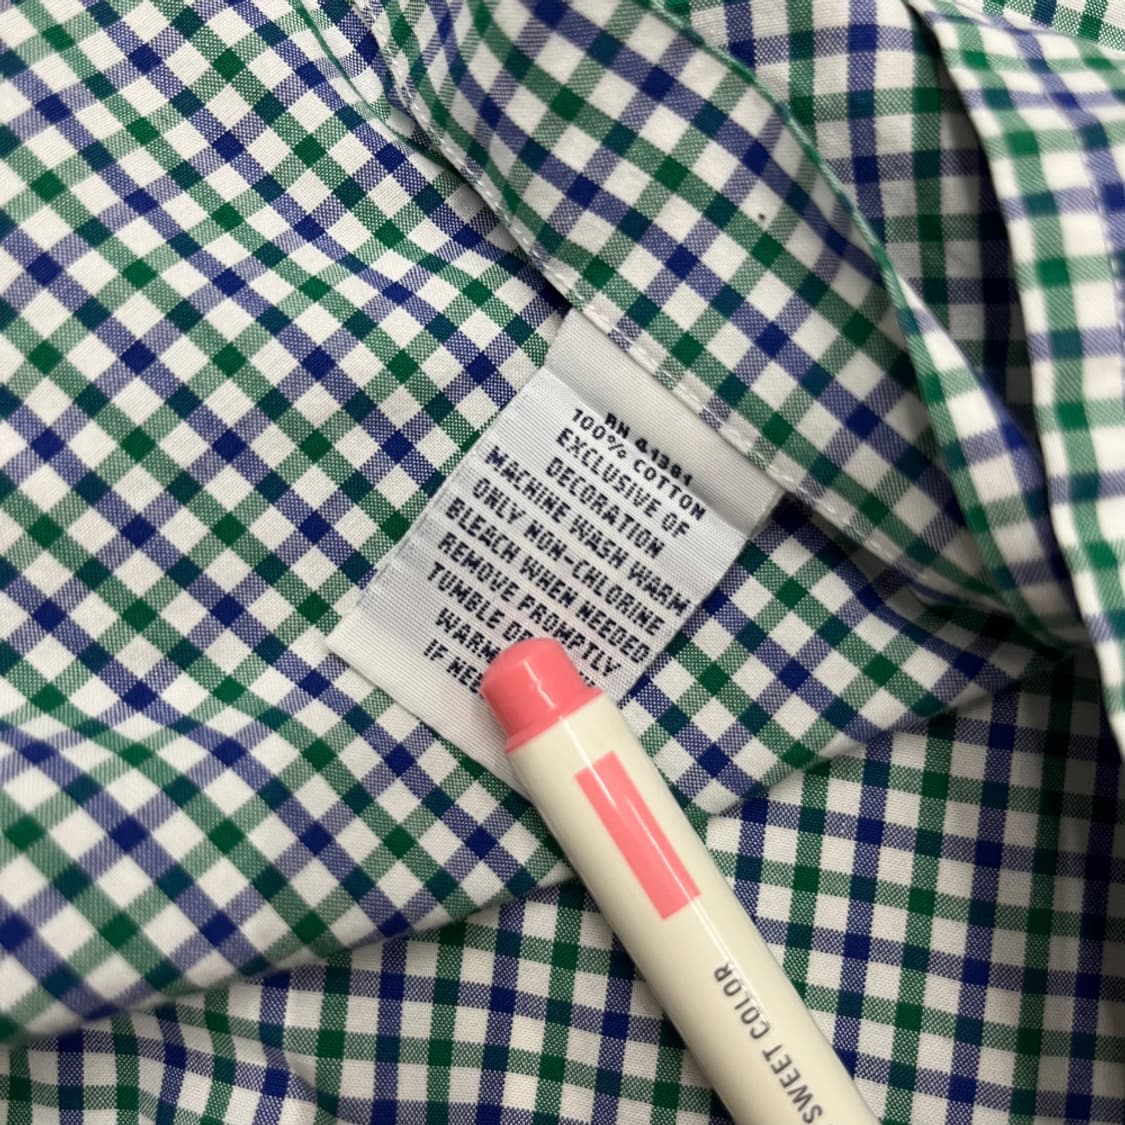 RN 41381
100% COTTON
EXCLUSIVE OF
DECORATION
MACHINE WASH WARM
ONLY NON-CHLORINE
BLEACH WHEN NEEDED
REMOVE PROMPTLY
TUMBLE
WARM
IF
SWEET COLOR